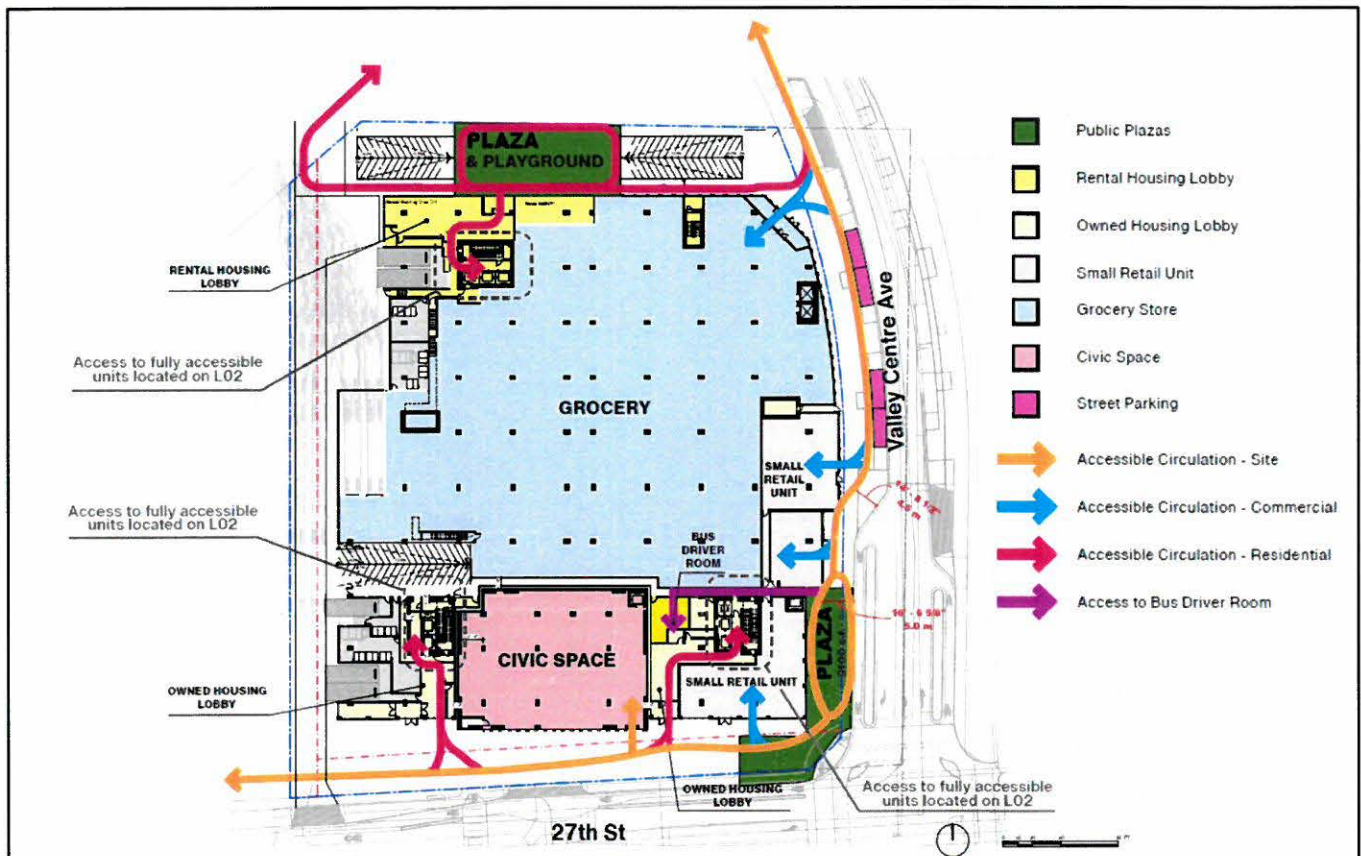 PLAZA
& PLAYGROUND
RENTAL HOUSING
LOBBY
Access to fully accessible
units located on L02
GROCERY
Valley Centre Ave
SMALL
RETAIL
UNIT
Access to fully accessible
units located on L02
BUS
DRIVER
ROOM
16' - 6 5/8"
5.0 m
PLAZA
CIVIC SPACE
SMALL RETAIL UNIT
OWNED HOUSING
LOBBY
OWNED HOUSING
LOBBY
Access to fully accessible
units located on L02
27th St
Public Plazas
Rental Housing Lobby
Owned Housing Lobby
Small Retail Unit
Grocery Store
Civic Space
Street Parking
Accessible Circulation - Site
Accessible Circulation - Commercial
Accessible Circulation - Residential
Access to Bus Driver Room